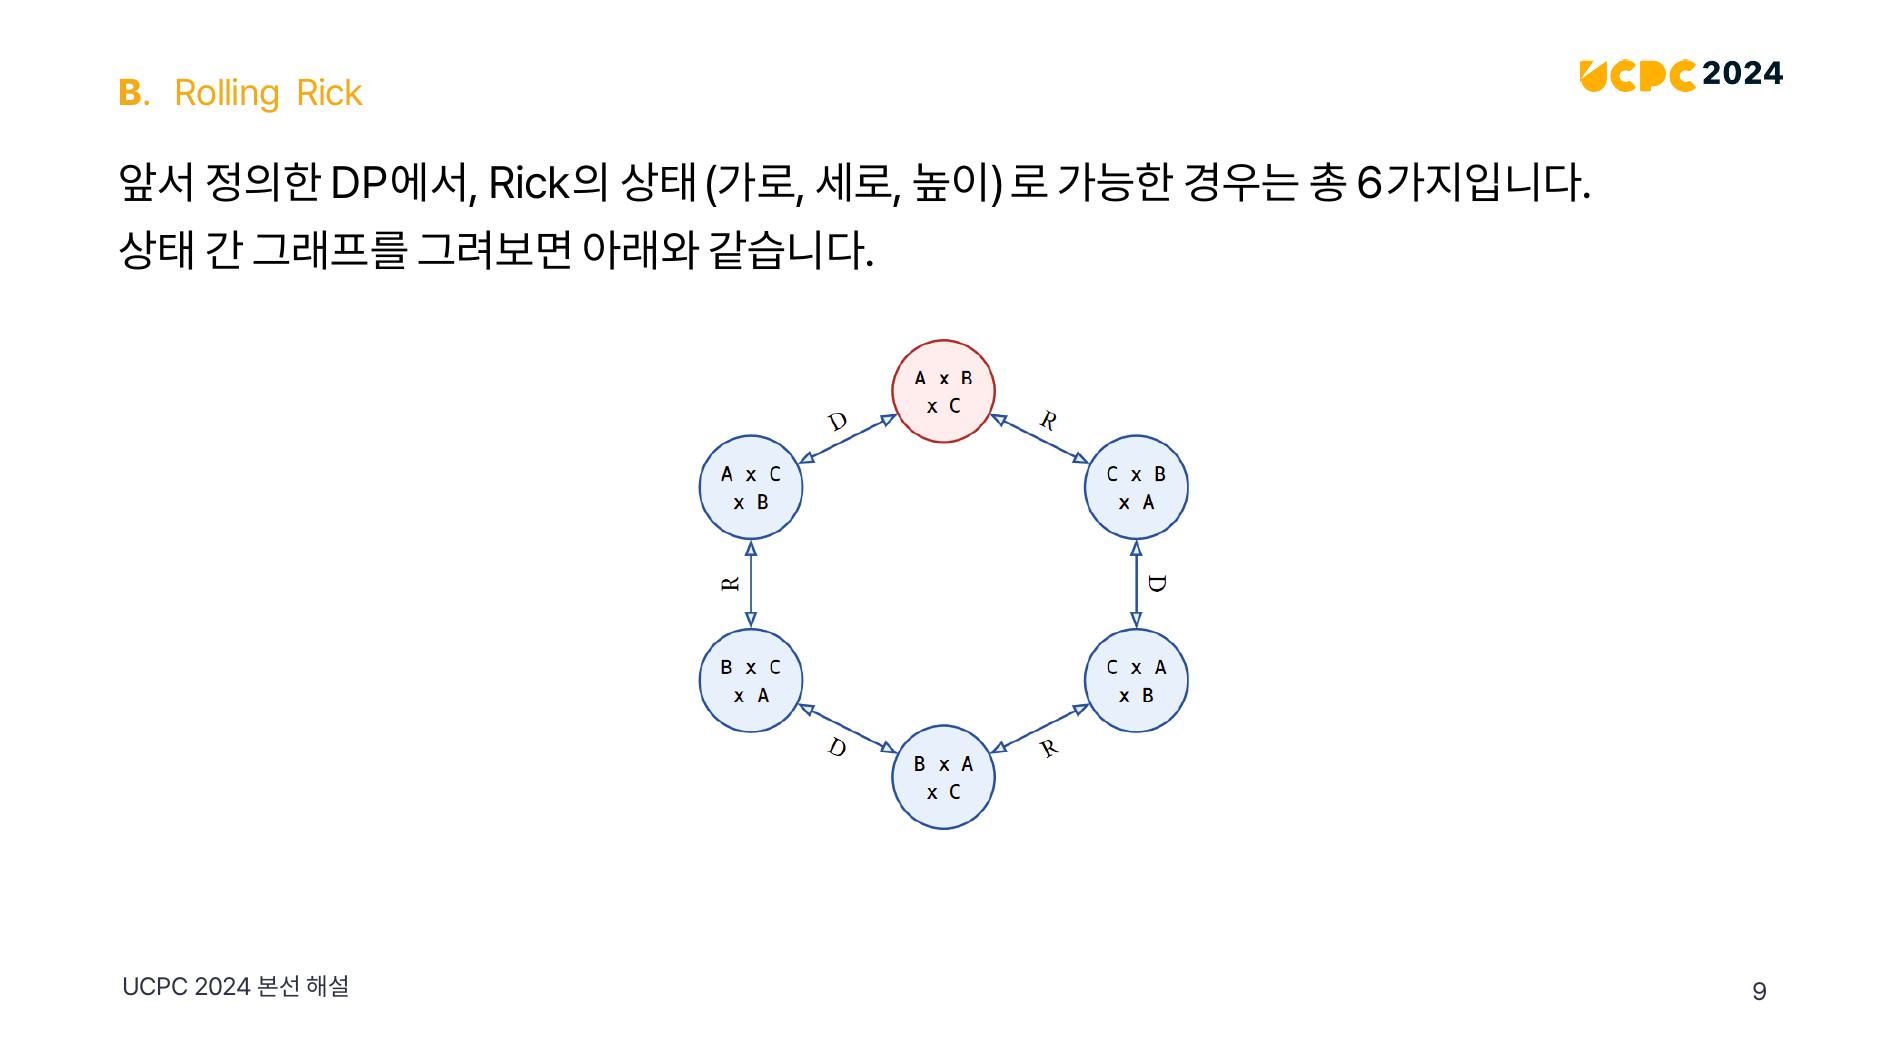 B. Rolling Rick
UCPC 2024
앞서 정의한 DP에서, Rick의 상태 (가로, 세로, 높이) 로 가능한 경우는 총 6가지입니다.
상태 간 그래프를 그려보면 아래와 같습니다.
A x B
x C
D
R
A x C
x B
C x B
x A
R
D
B x C
x A
C x A
x B
D
R
B x A
x C
UCPC 2024 본선 해설
9